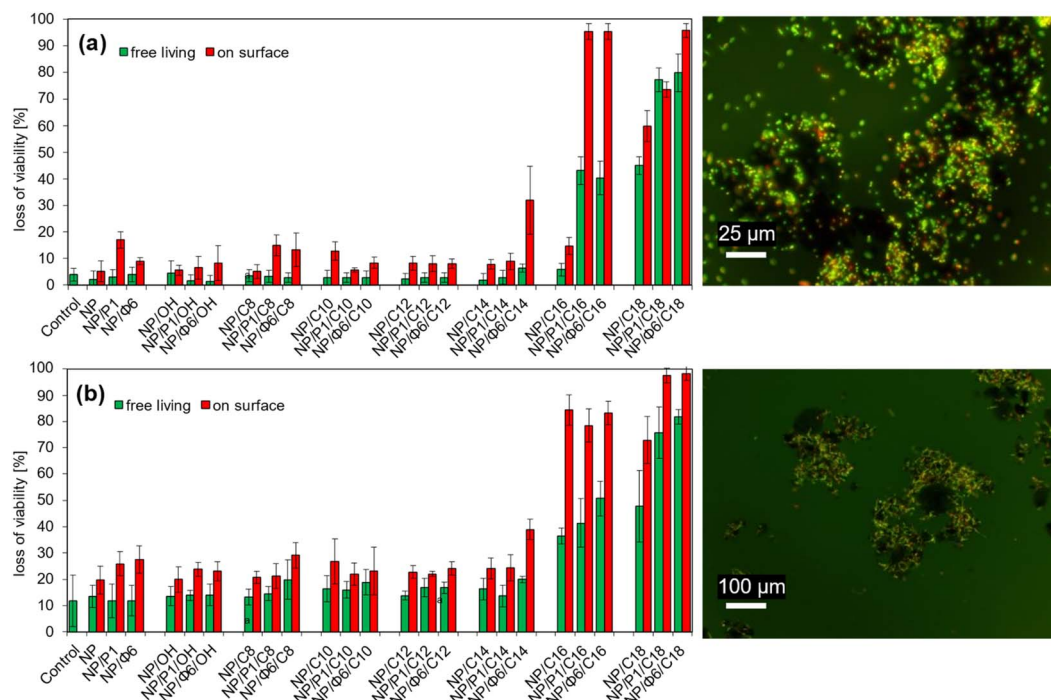 100
(a)
90
free living
on surface
80
70
60
50
40
30
20
10
0
loss of viability [%]
Control
NP
NP/P1
NP/Φ6
NP/OH
NP/P1/OH
NP/Φ6/OH
NP/C8
NP/P1/C8
NP/Φ6/C8
NP/C10
NP/P1/C10
NP/Φ6/C10
NP/C12
NP/P1/C12
NP/Φ6/C12
NP/C14
NP/P1/C14
NP/Φ6/C14
NP/C16
NP/P1/C16
NP/Φ6/C16
NP/C18
NP/P1/C18
NP/Φ6/C18
25 µm
100
(b)
90
free living
on surface
80
70
60
50
40
30
20
10
0
loss of viability [%]
a
a
Control
NP
NP/P1
NP/Φ6
NP/OH
NP/P1/OH
NP/Φ6/OH
NP/C8
NP/P1/C8
NP/Φ6/C8
NP/C10
NP/P1/C10
NP/Φ6/C10
NP/C12
NP/P1/C12
NP/Φ6/C12
NP/C14
NP/P1/C14
NP/Φ6/C14
NP/C16
NP/P1/C16
NP/Φ6/C16
NP/C18
NP/P1/C18
NP/Φ6/C18
100 µm